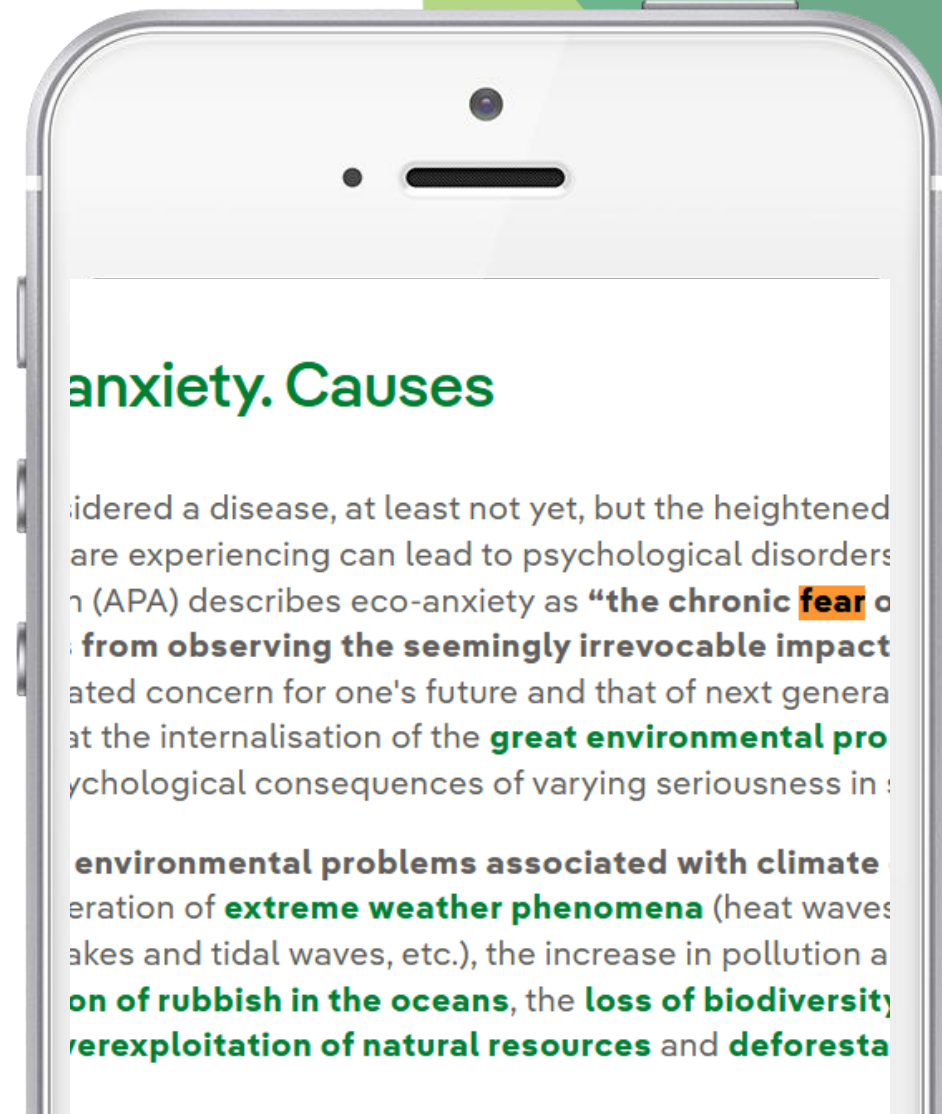 anxiety. Causes
idered a disease, at least not yet, but the heightened
are experiencing can lead to psychological disorders
(APA) describes eco-anxiety as “the chronic fear o
from observing the seemingly irrevocable impact
ated concern for one's future and that of next genera
at the internalisation of the great environmental pro
ychological consequences of varying seriousness in
environmental problems associated with climate
eration of extreme weather phenomena (heat waves
akes and tidal waves, etc.), the increase in pollution a
on of rubbish in the oceans, the loss of biodiversity
verexploitation of natural resources and deforesta